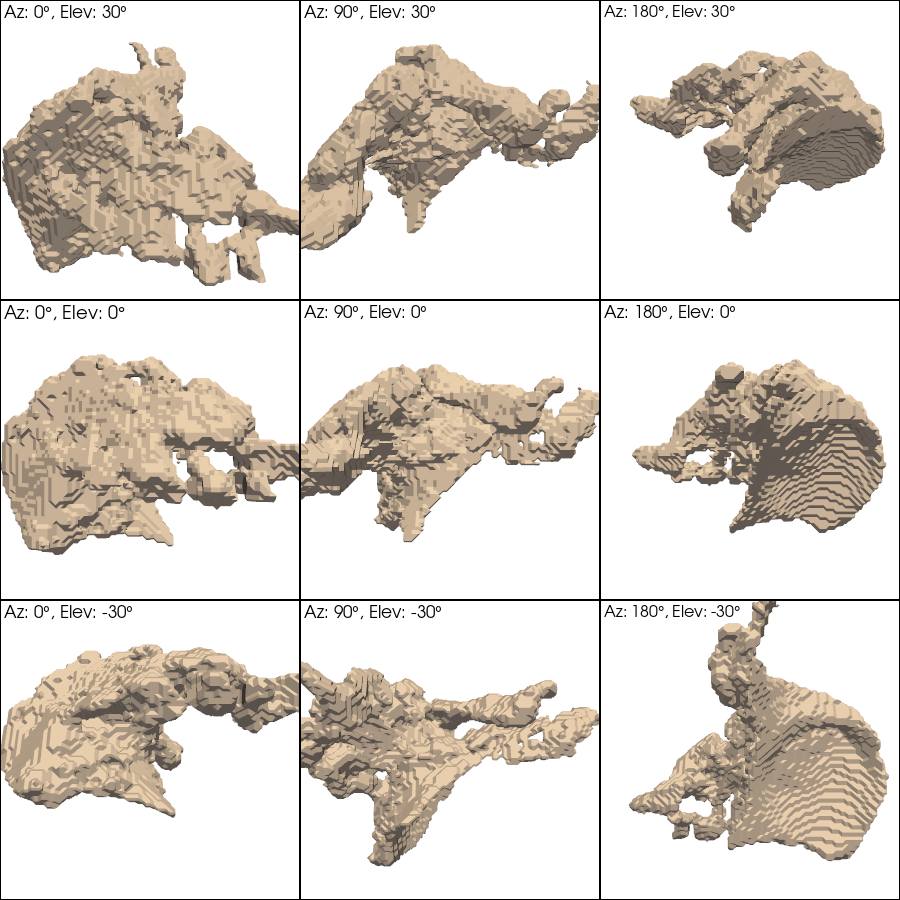 Az: 0°, Elev: 30°
Az: 90°, Elev: 30°
Az: 180°, Elev: 30°
Az: 0°, Elev: 0°
Az: 90°, Elev: 0°
Az: 180°, Elev: 0°
Az: 0°, Elev: -30°
Az: 90°, Elev: -30°
Az: 180°, Elev: -30°